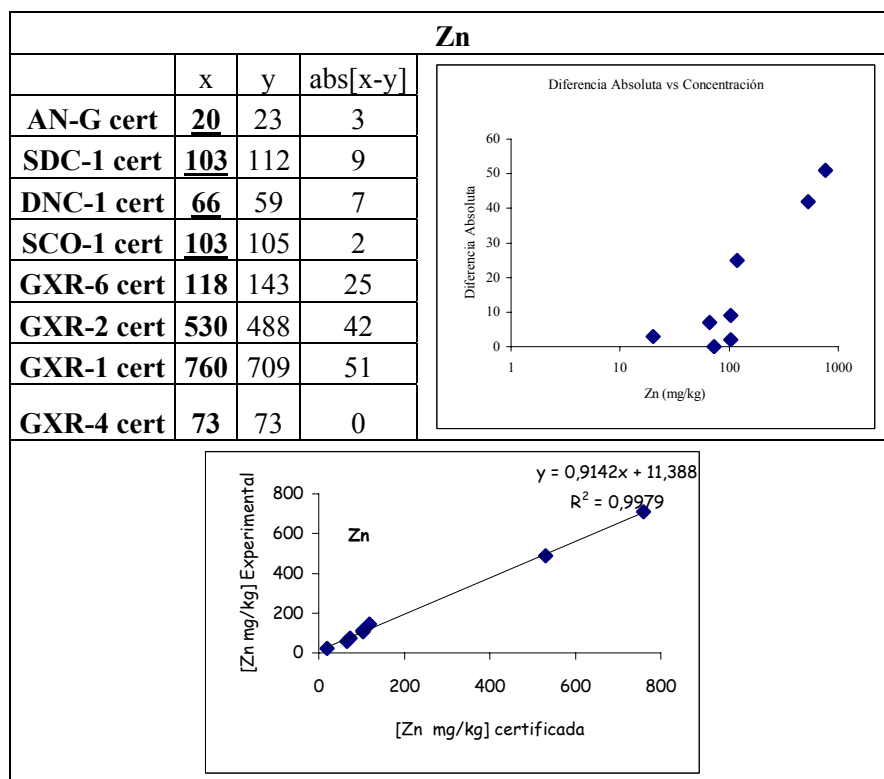 Zn
x y abs[x-y]
AN-G cert 20 23 3
SDC-1 cert 103 112 9
DNC-1 cert 66 59 7
SCO-1 cert 103 105 2
GXR-6 cert 118 143 25
GXR-2 cert 530 488 42
GXR-1 cert 760 709 51
GXR-4 cert 73 73 0
Diferencia Absoluta vs Concentración
Diferencia Absoluta
60
50
40
30
20
10
0
1 10 100 1000
Zn (mg/kg)
y = 0,9142x + 11,388
R² = 0,9979
Zn
[Zn mg/kg] Experimental
800
600
400
200
0
0 200 400 600 800
[Zn mg/kg] certificada